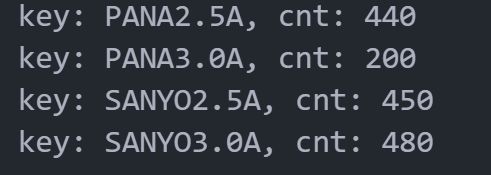 key: PANA2.5A, cnt: 440
key: PANA3.0A, cnt: 200
key: SANYO2.5A, cnt: 450
key: SANYO3.0A, cnt: 480